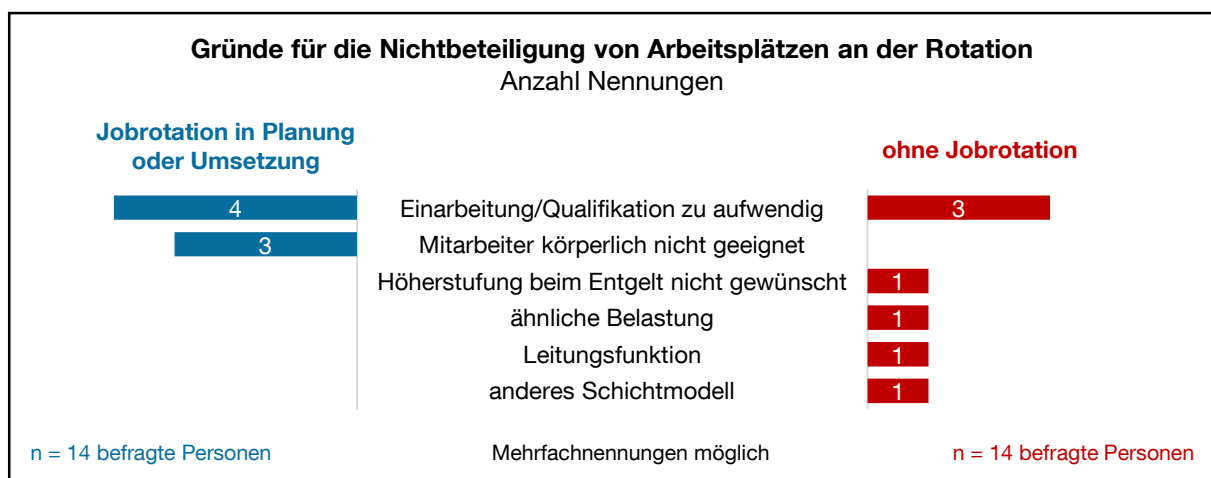 Gründe für die Nichtbeteiligung von Arbeitsplätzen an der Rotation
Anzahl Nennungen
Jobrotation in Planung
oder Umsetzung
ohne Jobrotation
4 Einarbeitung/Qualifikation zu aufwendig 3
3 Mitarbeiter körperlich nicht geeignet
Höherstufung beim Entgelt nicht gewünscht 1
ähnliche Belastung 1
Leitungsfunktion 1
anderes Schichtmodell 1
n = 14 befragte Personen Mehrfachnennungen möglich n = 14 befragte Personen